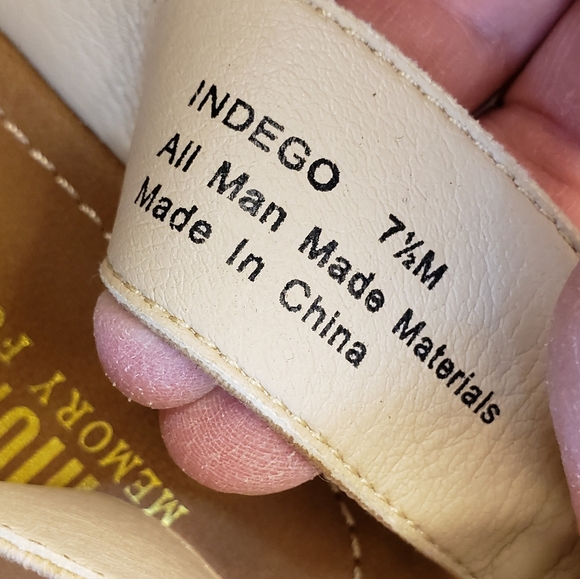 INDEGO 7½M
All Man Made Materials
Made In China
MEMORY